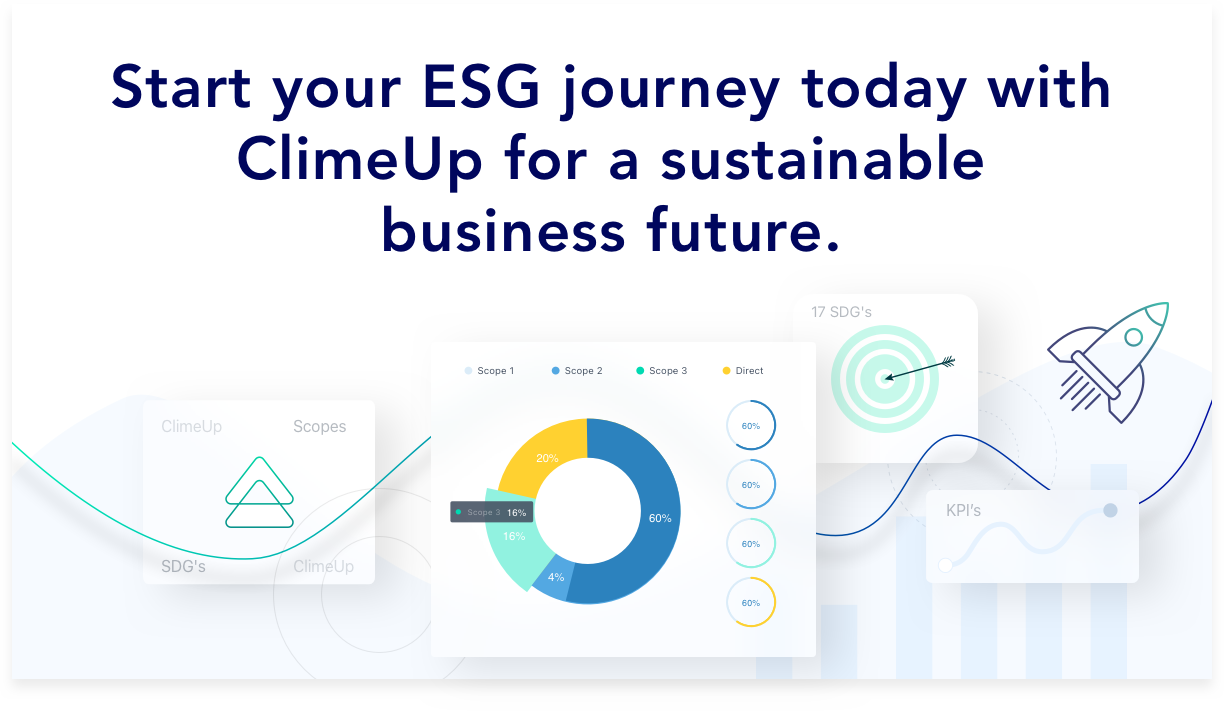 Start your ESG journey today with
ClimeUp for a sustainable
business future.
17 SDG's
Scope 1 Scope 2 Scope 3 Direct
ClimeUp Scopes
60%
20%
60%
Scope 3 16%
60%
16%
60%
4%
60%
KPI's
SDG's ClimeUp